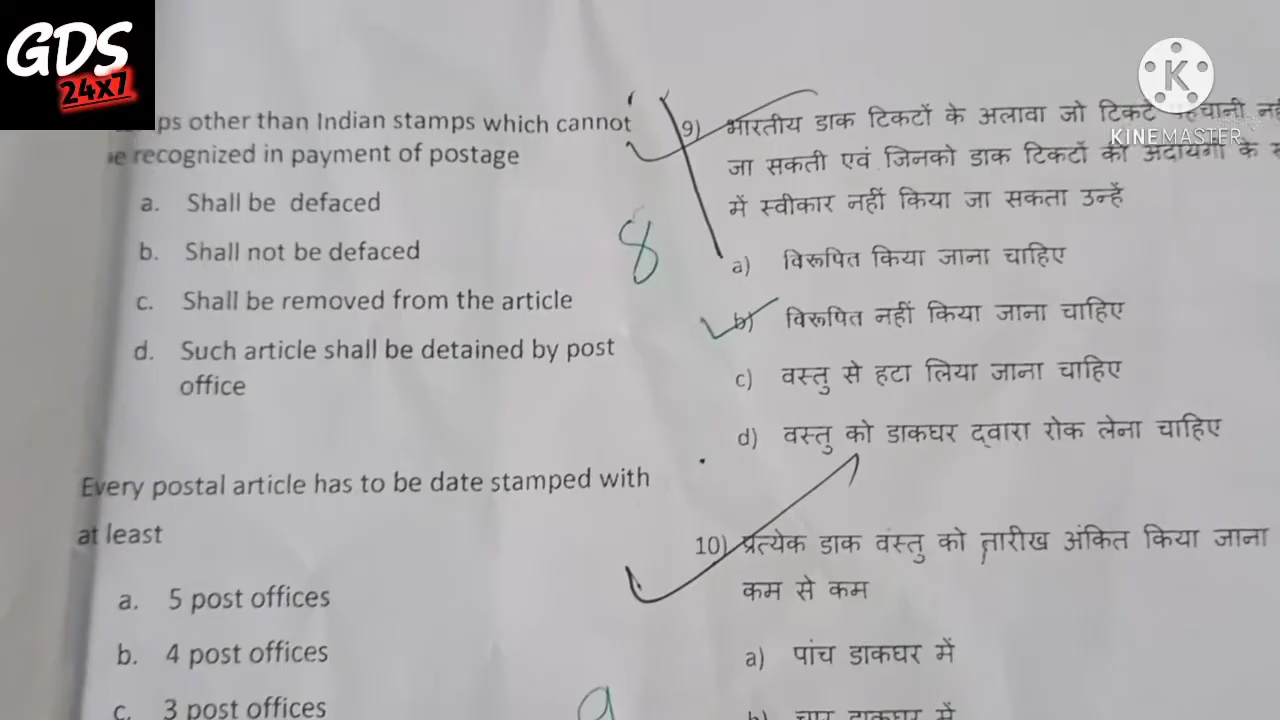 GDS
24x7
K
KINEMASTER
ps other than Indian stamps which cannot
e recognized in payment of postage
a. Shall be defaced
b. Shall not be defaced
c. Shall be removed from the article
d. Such article shall be detained by post
office
Every postal article has to be date stamped with
at least
a. 5 post offices
b. 4 post offices
c. 3 post offices
8
9
9) भारतीय डाक टिकटों के अलावा जो टिकटें
जा सकती एवं जिनको डाक टिकटों की अदायगी के
में स्वीकार नहीं किया जा सकता उन्हें
a) विरूपित किया जाना चाहिए
b) विरूपित नहीं किया जाना चाहिए
c) वस्तु से हटा लिया जाना चाहिए
d) वस्तु को डाकघर द्वारा रोक लेना चाहिए
10) प्रत्येक डाक वस्तु को तारीख अंकित किया जाना
कम से कम
a) पांच डाकघर में
b) चार डाकघर में